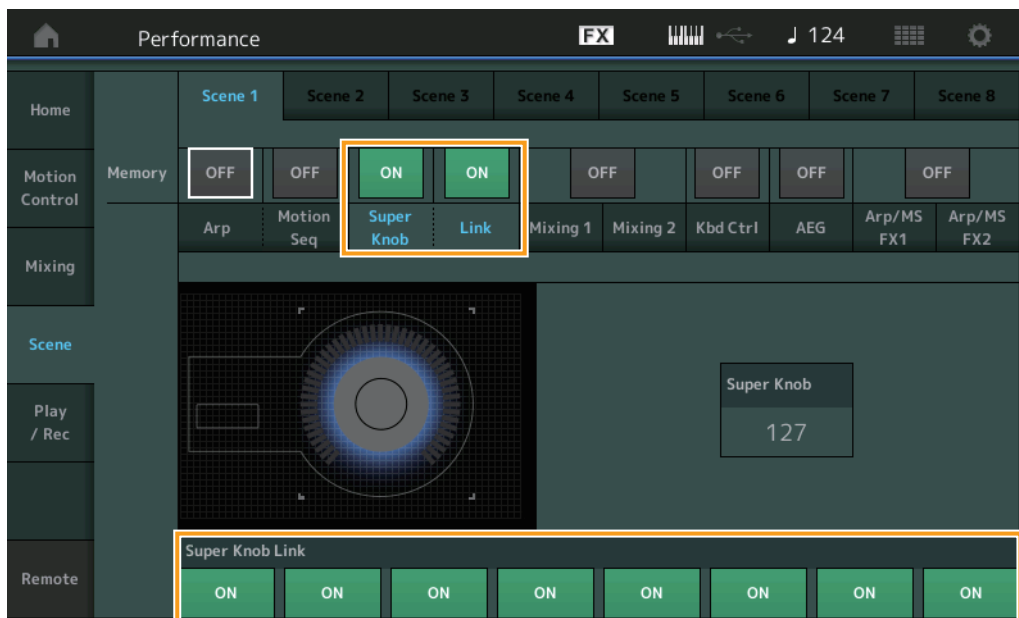 Performance FX 124
Scene 1 Scene 2 Scene 3 Scene 4 Scene 5 Scene 6 Scene 7 Scene 8
Home
Memory OFF OFF ON ON OFF OFF OFF OFF
Motion
Control
Arp Motion Seq Super Knob Link Mixing 1 Mixing 2 Kbd Ctrl AEG Arp/MS FX1 Arp/MS FX2
Mixing
Scene
Super Knob
127
Play
/ Rec
Super Knob Link
Remote
ON ON ON ON ON ON ON ON